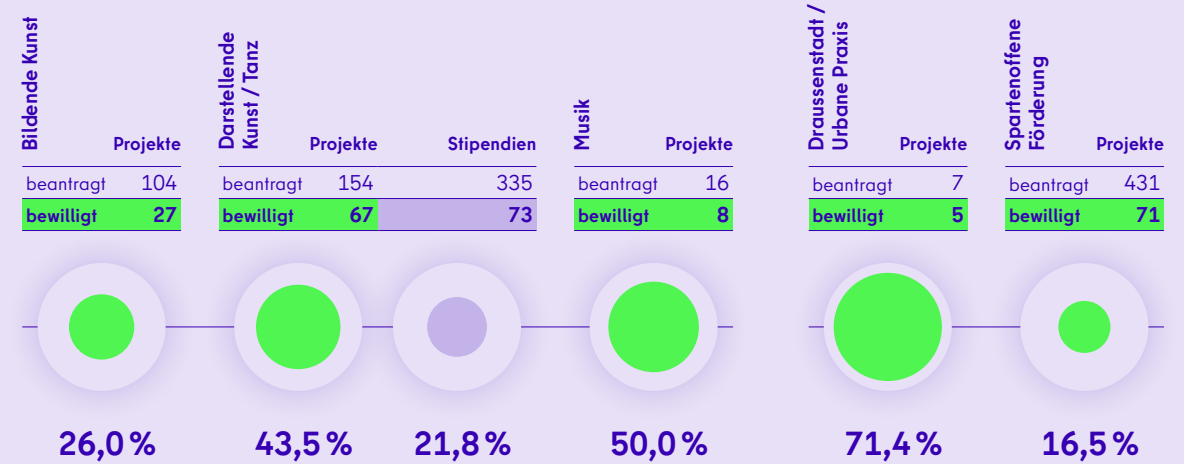 Bildende Kunst
Projekte
beantragt 104
bewilligt 27
26,0 %
Darstellende
Kunst / Tanz
Projekte Stipendien
beantragt 154 335
bewilligt 67 73
43,5 % 21,8 %
Musik
Projekte
beantragt 16
bewilligt 8
50,0 %
Draussenstadt /
Urbane Praxis
Projekte
beantragt 7
bewilligt 5
71,4 %
Spartenoffene
Förderung
Projekte
beantragt 431
bewilligt 71
16,5 %